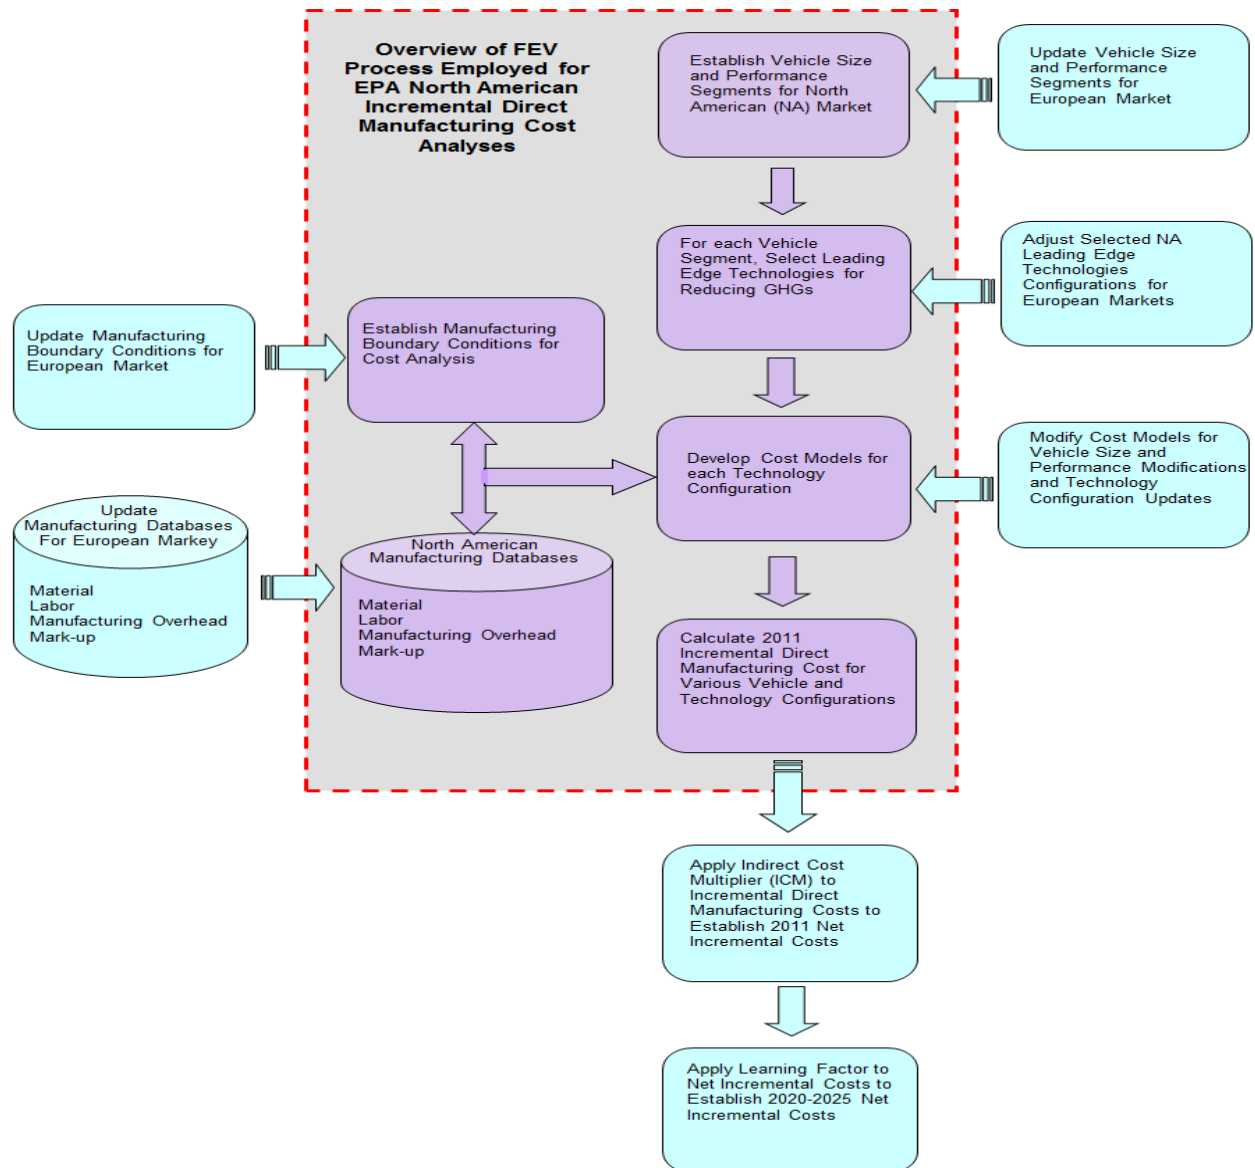 Overview of FEV
Process Employed for
EPA North American
Incremental Direct
Manufacturing Cost
Analyses
Establish Vehicle Size
and Performance
Segments for North
American (NA) Market
Update Vehicle Size
and Performance
Segments for
European Market
For each Vehicle
Segment, Select Leading
Edge Technologies for
Reducing GHGs
Adjust Selected NA
Leading Edge
Technologies
Configurations for
European Markets
Update Manufacturing
Boundary Conditions for
European Market
Establish Manufacturing
Boundary Conditions for
Cost Analysis
Develop Cost Models for
each Technology
Configuration
Modify Cost Models for
Vehicle Size and
Performance Modifications
and Technology
Configuration Updates
Update
Manufacturing Databases
For European Markey
Material
Labor
Manufacturing Overhead
Mark-up
North American
Manufacturing Databases
Material
Labor
Manufacturing Overhead
Mark-up
Calculate 2011
Incremental Direct
Manufacturing Cost for
Various Vehicle and
Technology Configurations
Apply Indirect Cost
Multiplier (ICM) to
Incremental Direct
Manufacturing Costs to
Establish 2011 Net
Incremental Costs
Apply Learning Factor to
Net Incremental Costs to
Establish 2020-2025 Net
Incremental Costs